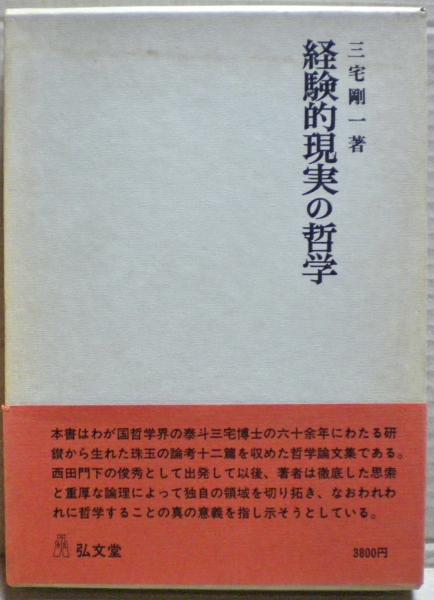 三宅剛一著
経験的現実の哲学
本書はわが国哲学界の泰斗三宅博士の六十余年にわたる研
鑚から生れた珠玉の論考十二篇を収めた哲学論文集である。
西田門下の俊秀として出発して以後、著者は徹底した思索
と重厚な論理によって独自の領域を切り拓き、なおわれわ
れに哲学することの真の意義を指し示そうとしている。
弘文堂
3800円